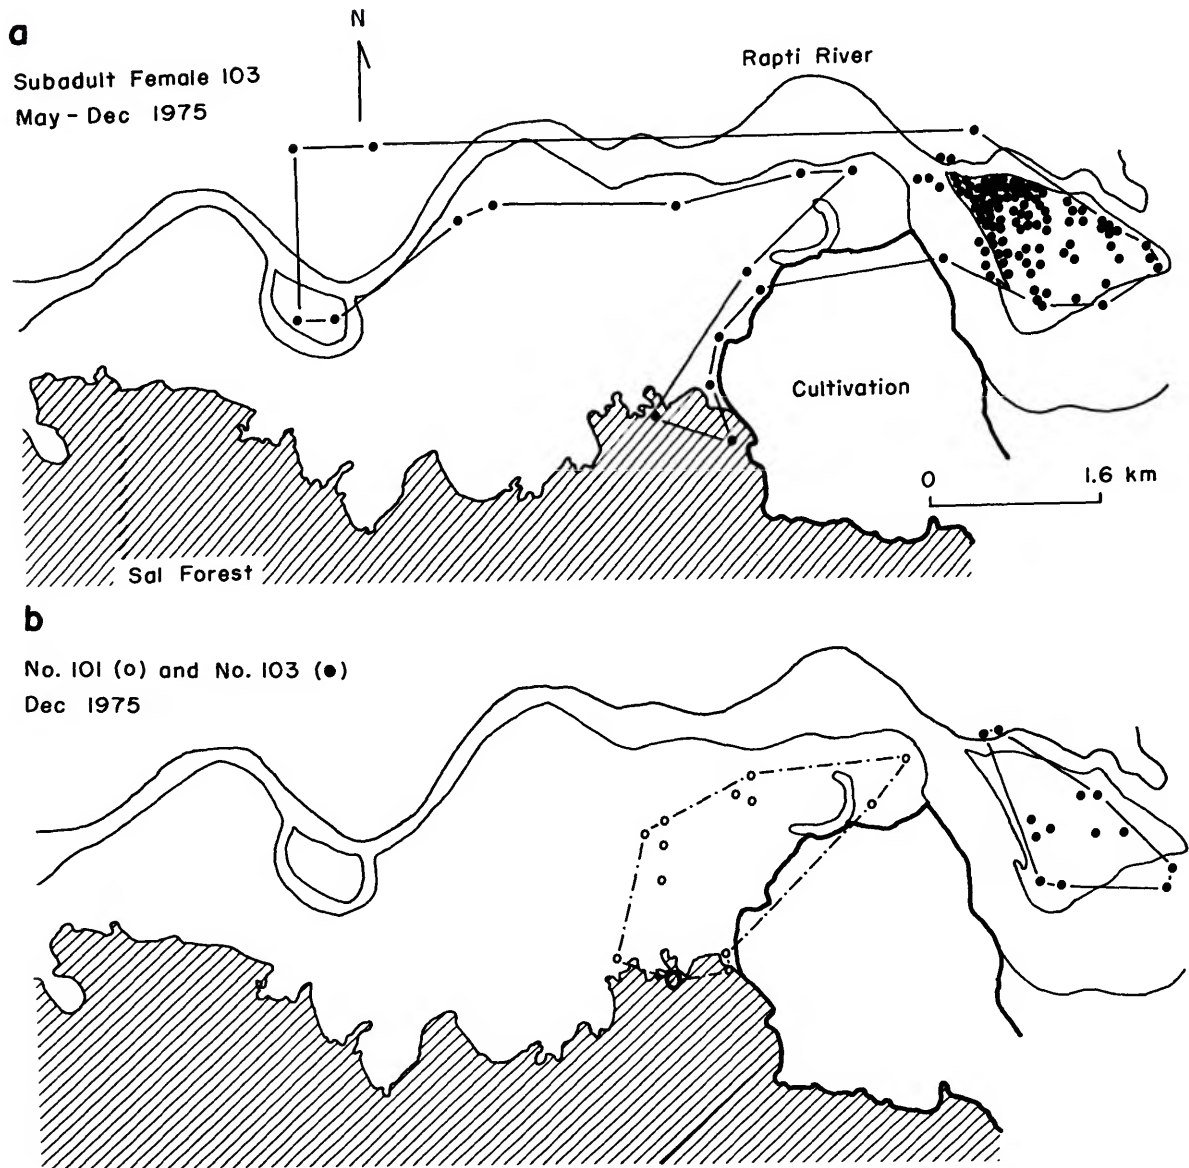 a
N
Subadult Female 103
May - Dec 1975
Rapti River
Cultivation
0 1.6 km
Sal Forest
b
No. 101 (o) and No. 103 (●)
Dec 1975